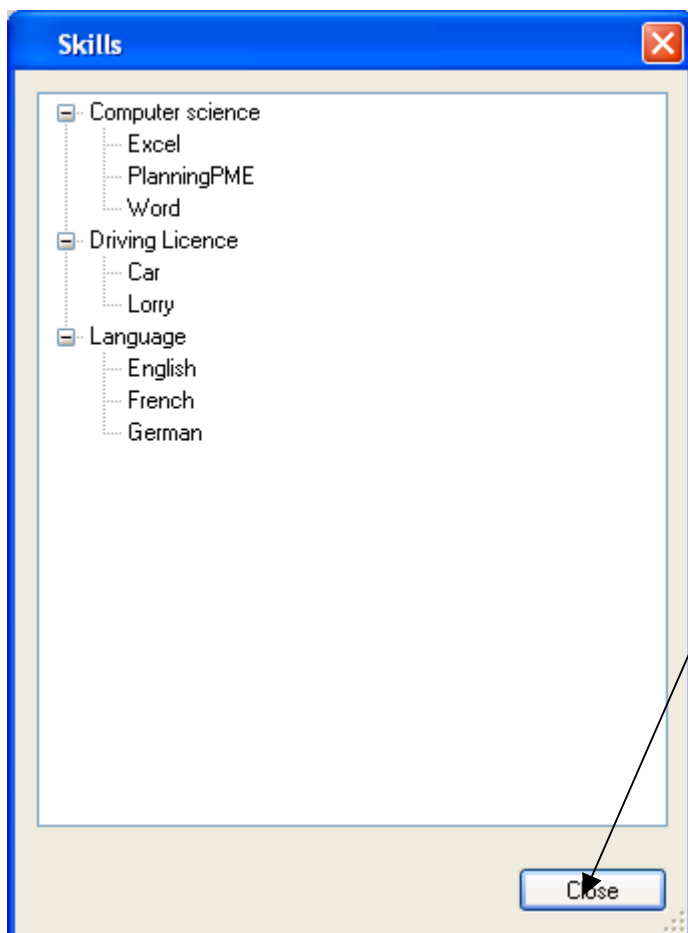 Skills
Computer science
Excel
PlanningPME
Word
Driving Licence
Car
Lorry
Language
English
French
German
Close